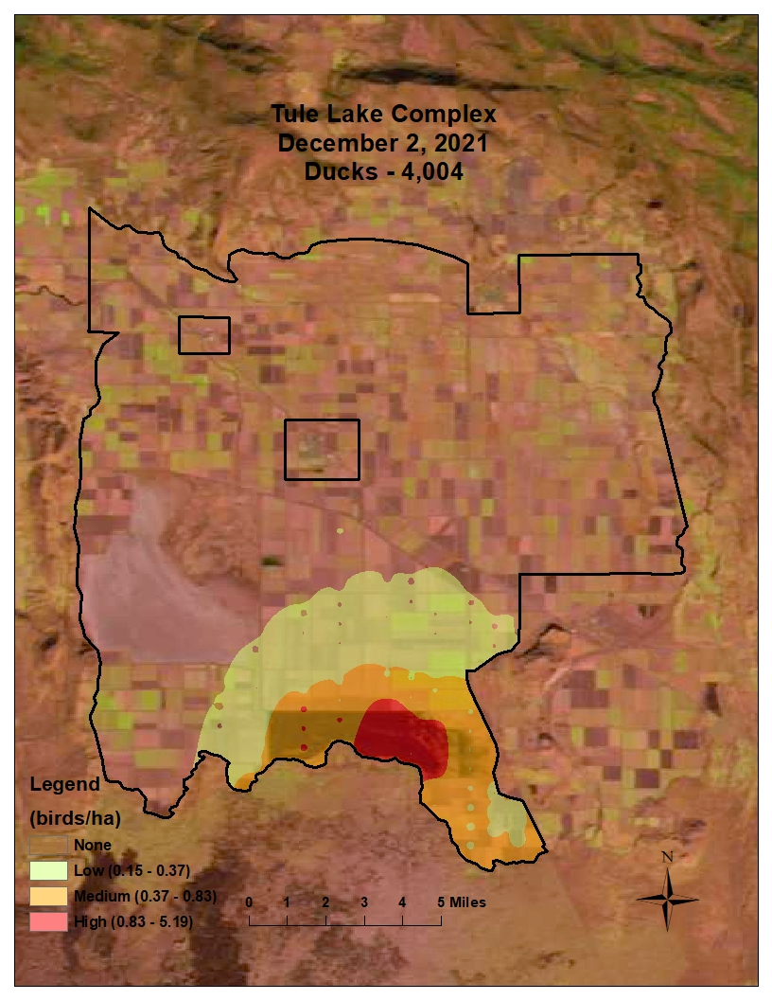 Tule Lake Complex
December 2, 2021
Ducks - 4,004
Legend
(birds/ha)
None
Low (0.15 - 0.37)
Medium (0.37 - 0.83)
High (0.83 - 5.19)
0 1 2 3 4 5 Miles
N